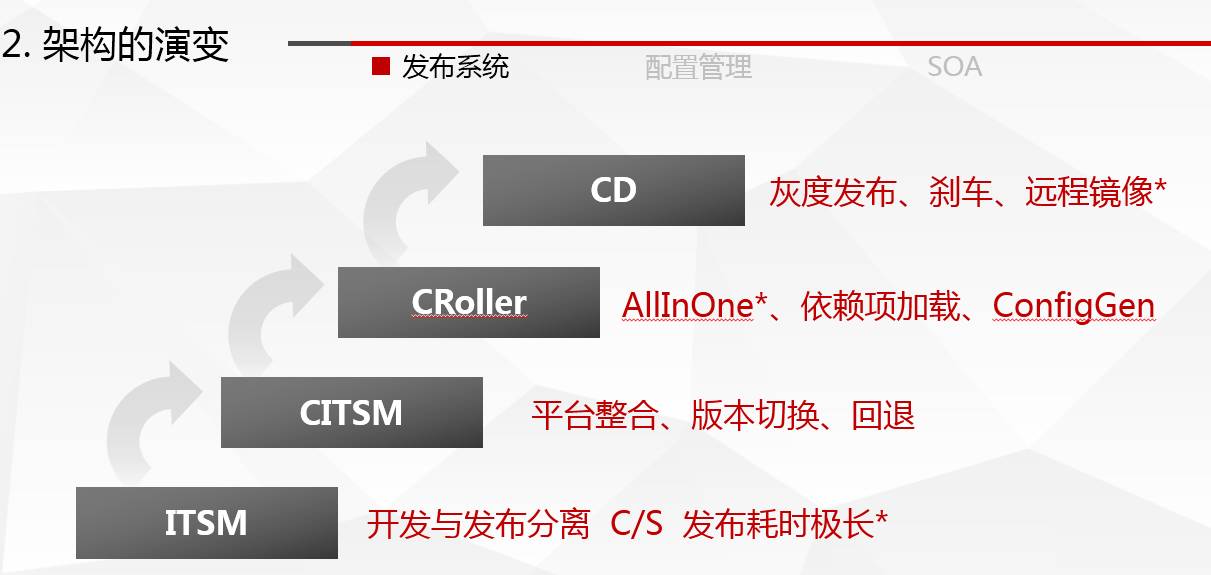 2. 架构的演变
发布系统
配置管理
SOA
CD
灰度发布、刹车、远程镜像*
CRoller
AllInOne*、依赖项加载、ConfigGen
CITSM
平台整合、版本切换、回退
ITSM
开发与发布分离 C/S 发布耗时极长*